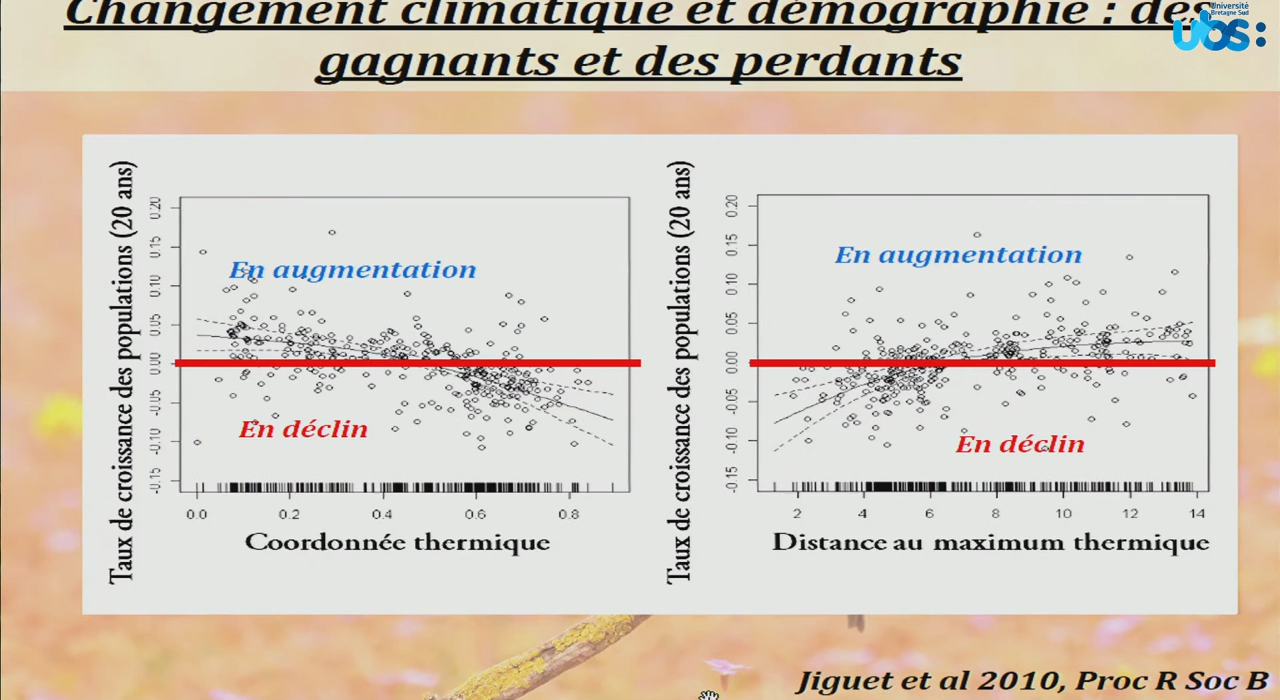 Changement climatique et démographie : des
gagnants et des perdants
Université
Bretagne Sud
ubs:
Taux de croissance des populations (20 ans)
0.20
0.15
0.10
0.05
0.00
-0.05
-0.10
-0.15
En augmentation
En déclin
0.0 0.2 0.4 0.6 0.8
Coordonnée thermique
Taux de croissance des populations (20 ans)
0.20
0.15
0.10
0.05
0.00
-0.05
-0.10
-0.15
En augmentation
En déclin
2 4 6 8 10 12 14
Distance au maximum thermique
Jiguet et al 2010, Proc R Soc B